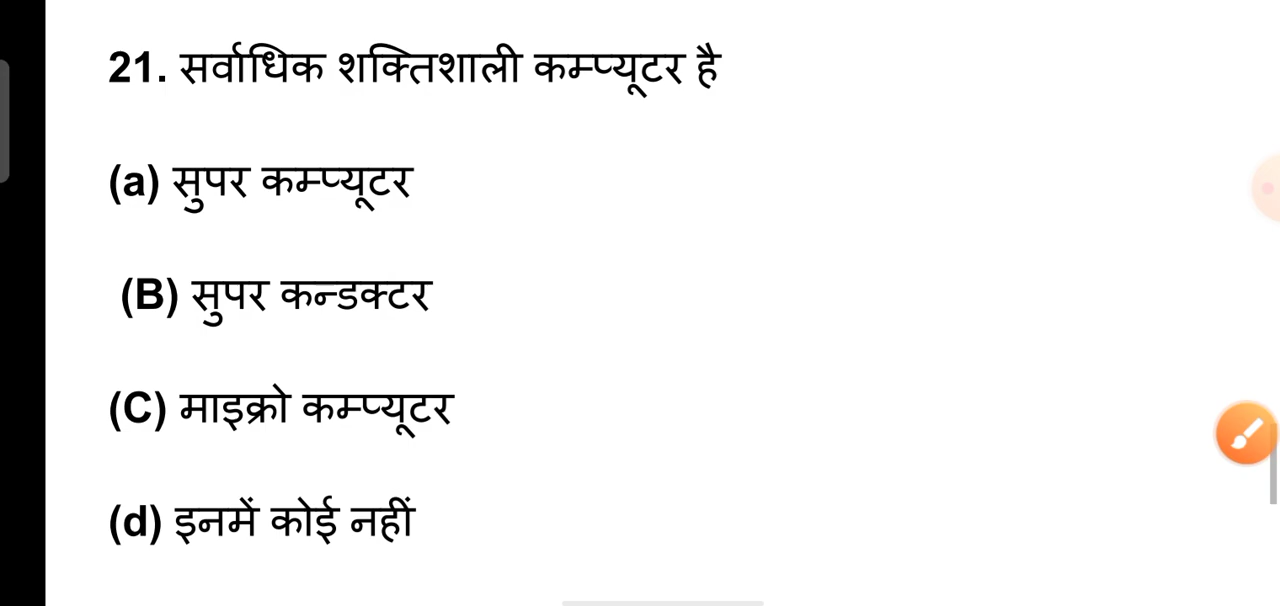 21. सर्वाधिक शक्तिशाली कम्प्यूटर है
(a) सुपर कम्प्यूटर
(B) सुपर कन्डक्टर
(C) माइक्रो कम्प्यूटर
(d) इनमें कोई नहीं